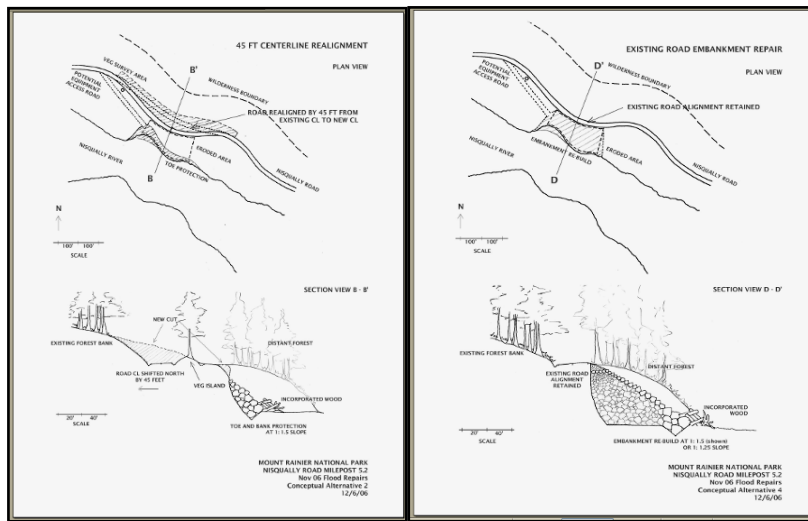 45 FT CENTERLINE REALIGNMENT
PLAN VIEW
B'
VEG SURVEY AREA
WILDERNESS BOUNDARY
POTENTIAL
EQUIPMENT
ACCESS ROAD
ROAD REALIGNED BY 45 FT FROM
EXISTING CL TO NEW CL
NISQUALLY RIVER
ERODED AREA
TOE PROTECTION
NISQUALLY ROAD
B
N
100' 100'
SCALE
SECTION VIEW B - B'
NEW CUT
EXISTING FOREST BANK
DISTANT FOREST
ROAD CL SHIFTED NORTH
BY 45 FEET
VEG ISLAND
INCORPORATED WOOD
20' 40'
SCALE
TOE AND BANK PROTECTION
AT 1: 1.5 SLOPE
MOUNT RAINIER NATIONAL PARK
NISQUALLY ROAD MILEPOST 5.2
Nov 06 Flood Repairs
Conceptual Alternative 2
12/6/06
EXISTING ROAD EMBANKMENT REPAIR
PLAN VIEW
D'
WILDERNESS BOUNDARY
POTENTIAL
EQUIPMENT
ACCESS ROAD
EXISTING ROAD ALIGNMENT RETAINED
NISQUALLY RIVER
EMBANKMENT RE-BUILD
ERODED AREA
NISQUALLY ROAD
D
N
100' 100'
SCALE
SECTION VIEW D - D'
EXISTING FOREST BANK
DISTANT FOREST
EXISTING ROAD
ALIGNMENT
RETAINED
INCORPORATED
WOOD
20' 40'
SCALE
EMBANKMENT RE-BUILD AT 1: 1.5 (shown)
OR 1: 1.25 SLOPE
MOUNT RAINIER NATIONAL PARK
NISQUALLY ROAD MILEPOST 5.2
Nov 06 Flood Repairs
Conceptual Alternative 4
12/6/06